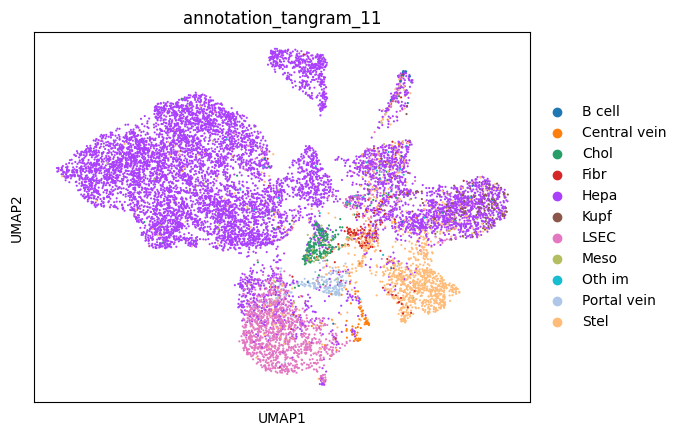 annotation_tangram_11
UMAP2
UMAP1
B cell
Central vein
Chol
Fibr
Hepa
Kupf
LSEC
Meso
Oth im
Portal vein
Stel